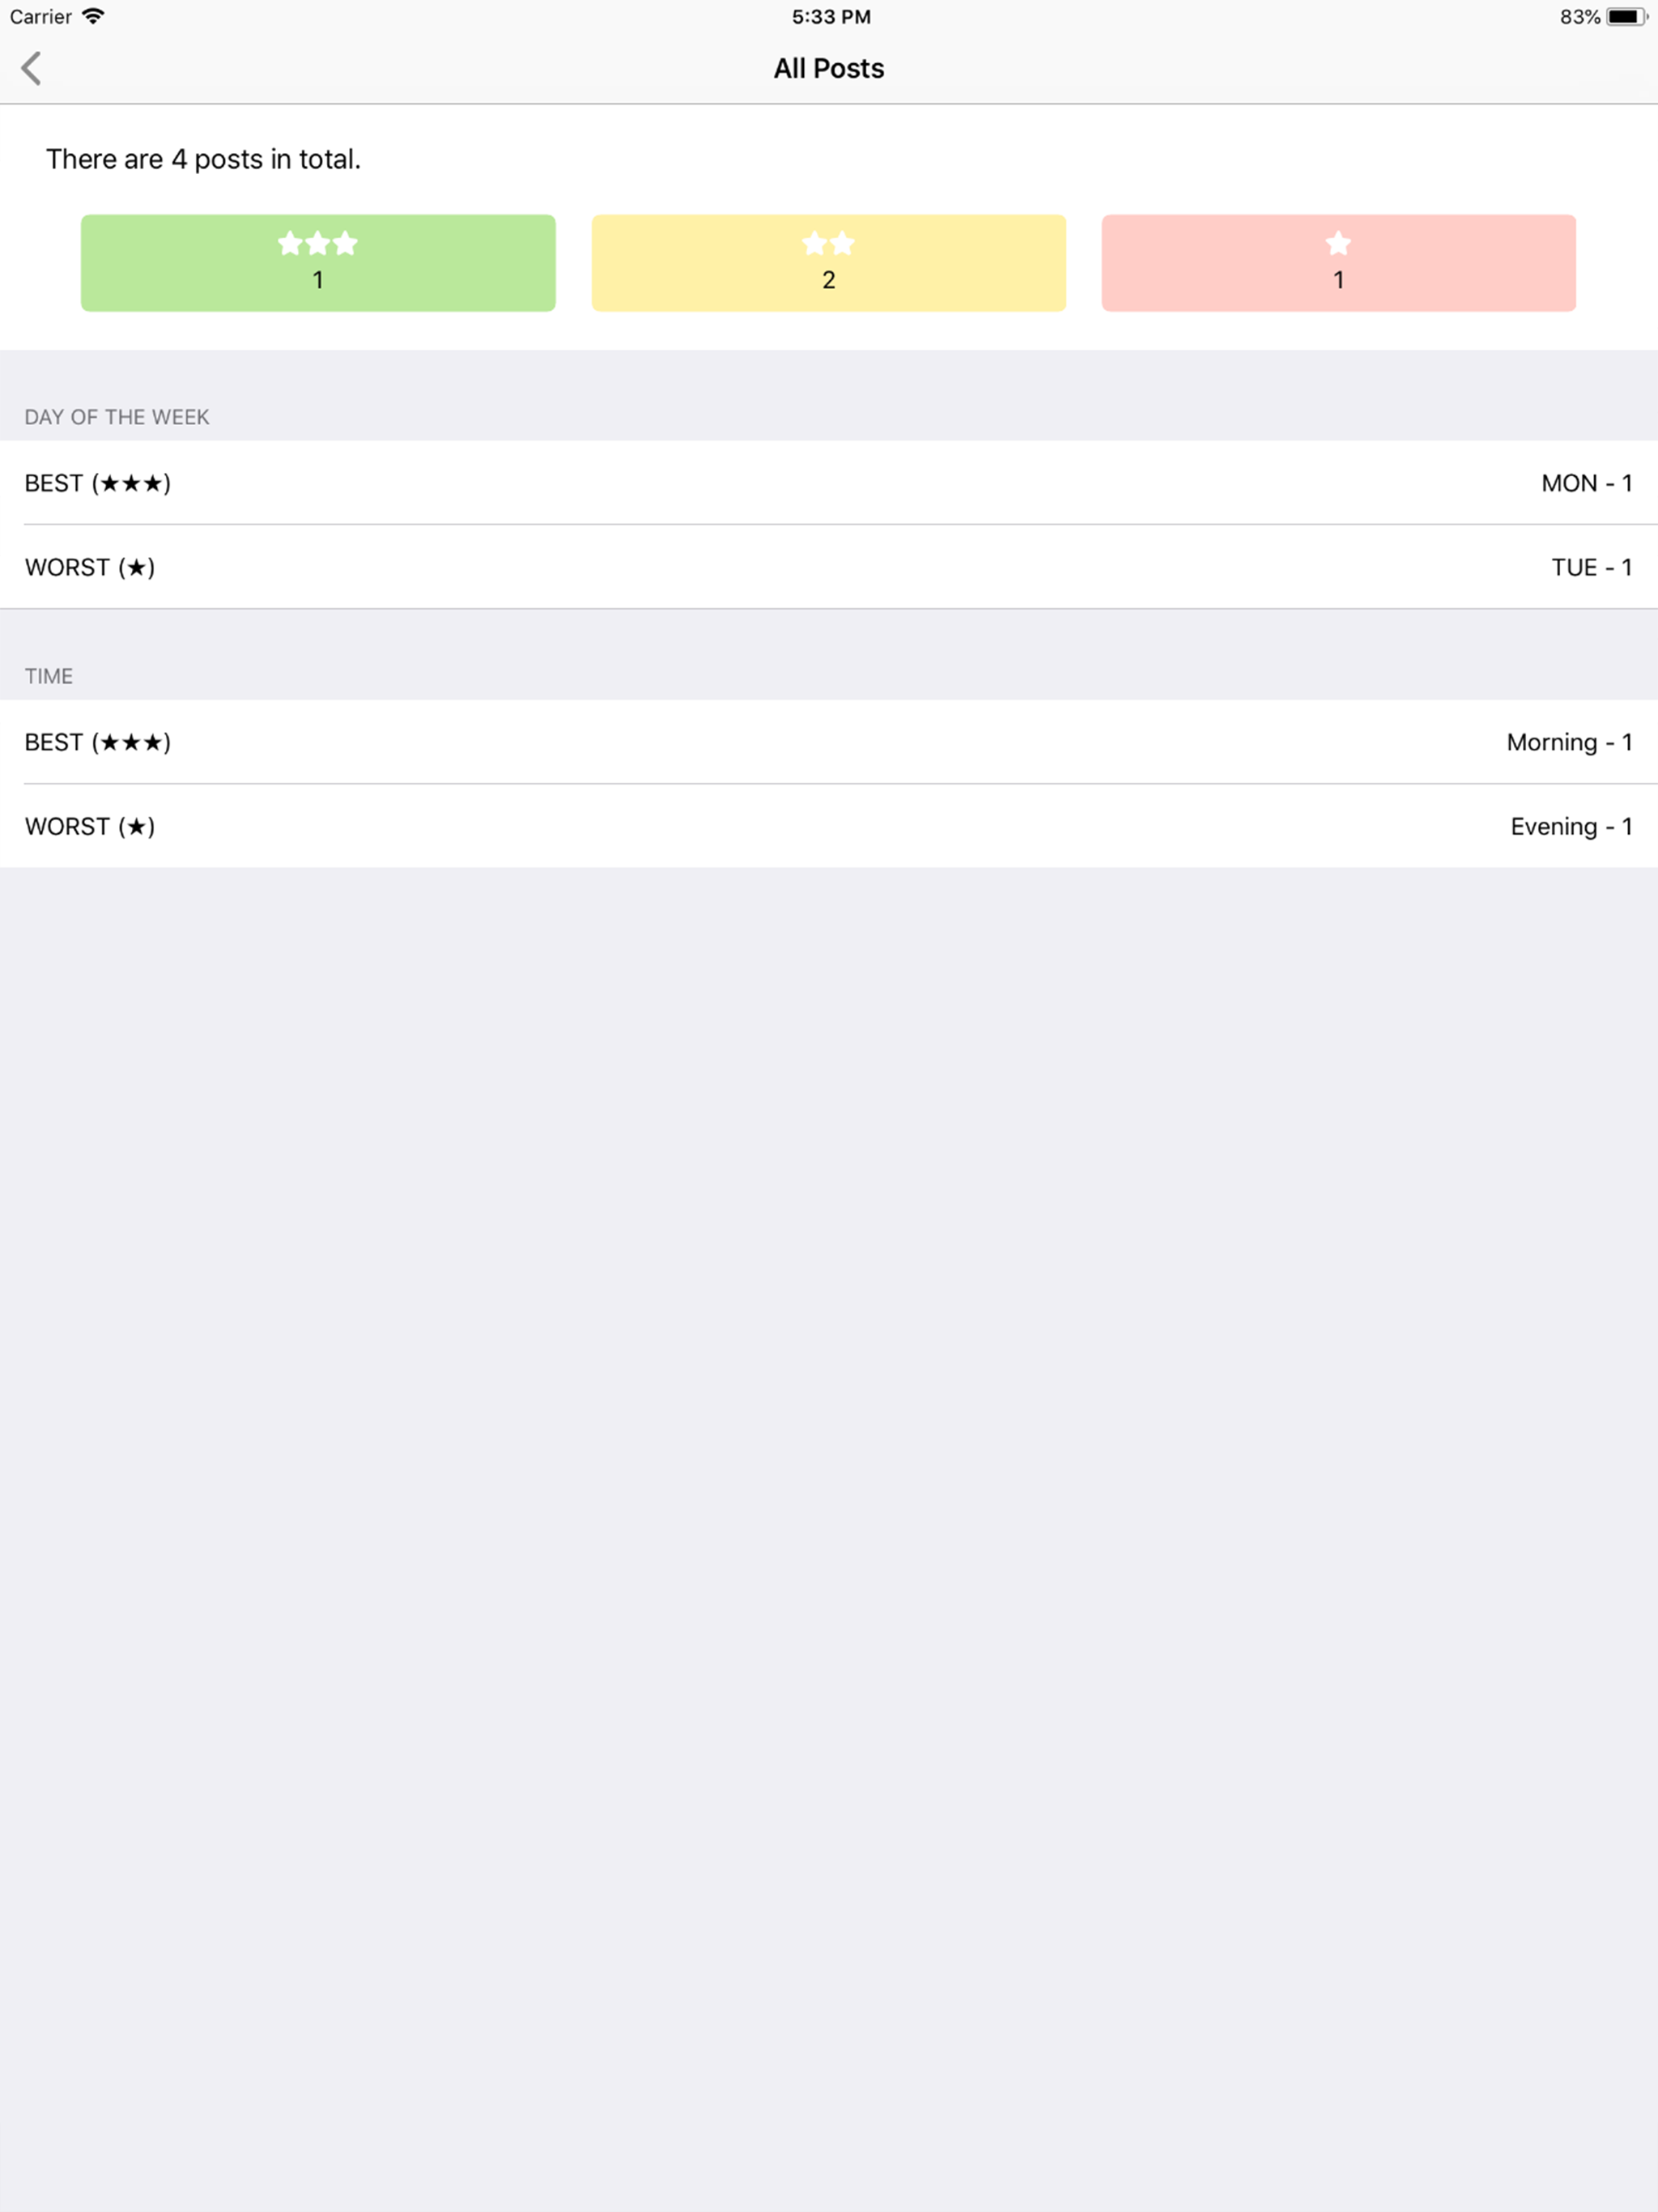 Carrier 5:33 PM 83%
All Posts
There are 4 posts in total.
1 2 1
DAY OF THE WEEK
BEST (★★★) MON - 1
WORST (★) TUE - 1
TIME
BEST (★★★) Morning - 1
WORST (★) Evening - 1